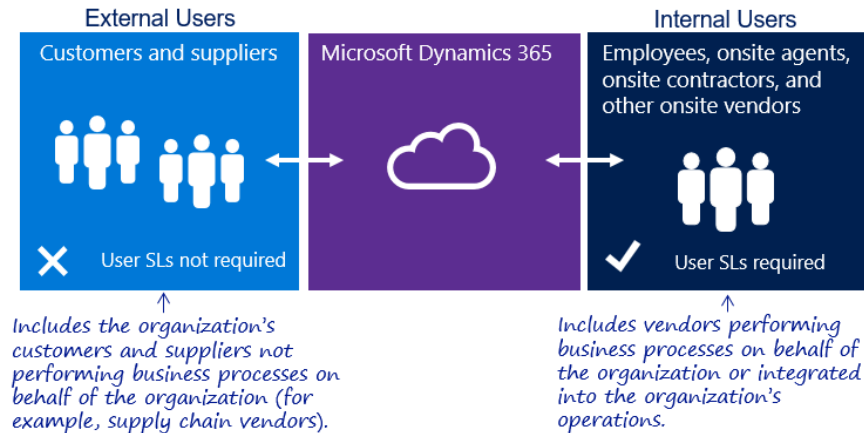 External Users
Internal Users
Customers and suppliers
Microsoft Dynamics 365
Employees, onsite agents,
onsite contractors, and
other onsite vendors
User SLs not required
User SLs required
Includes the organization's
customers and suppliers not
performing business processes on
behalf of the organization (for
example, supply chain vendors).
Includes vendors performing
business processes on behalf of
the organization or integrated
into the organization's
operations.